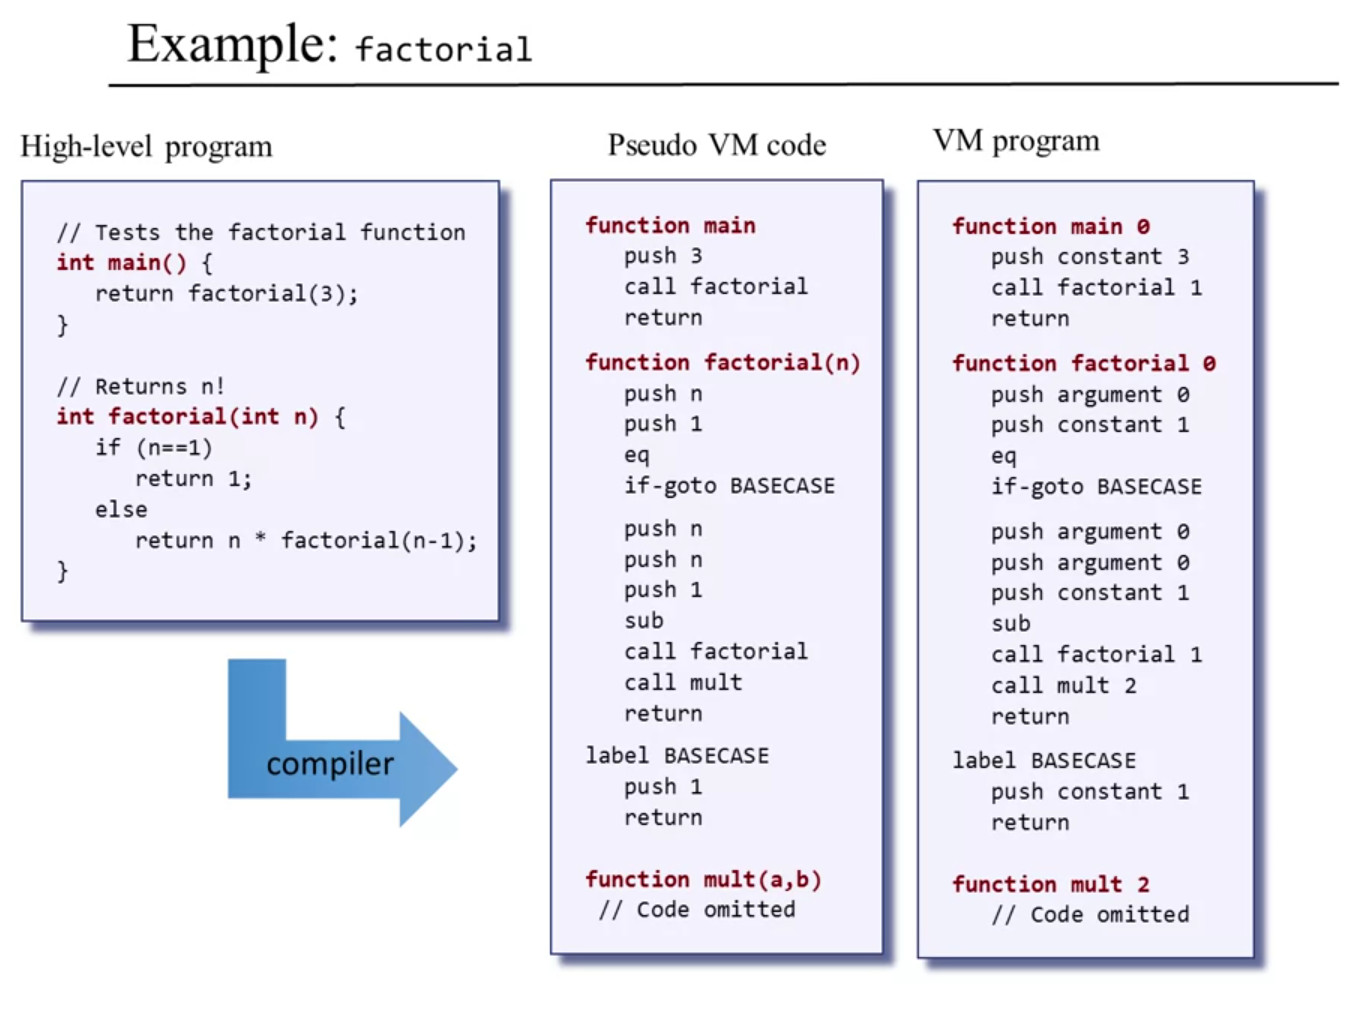 Example: factorial
High-level program
// Tests the factorial function
int main() {
return factorial(3);
}
// Returns n!
int factorial(int n) {
if (n==1)
return 1;
else
return n * factorial(n-1);
}
compiler
Pseudo VM code
function main
push 3
call factorial
return
function factorial(n)
push n
push 1
eq
if-goto BASECASE
push n
push n
push 1
sub
call factorial
call mult
return
label BASECASE
push 1
return
function mult(a,b)
// Code omitted
VM program
function main 0
push constant 3
call factorial 1
return
function factorial 0
push argument 0
push constant 1
eq
if-goto BASECASE
push argument 0
push argument 0
push constant 1
sub
call factorial 1
call mult 2
return
label BASECASE
push constant 1
return
function mult 2
// Code omitted